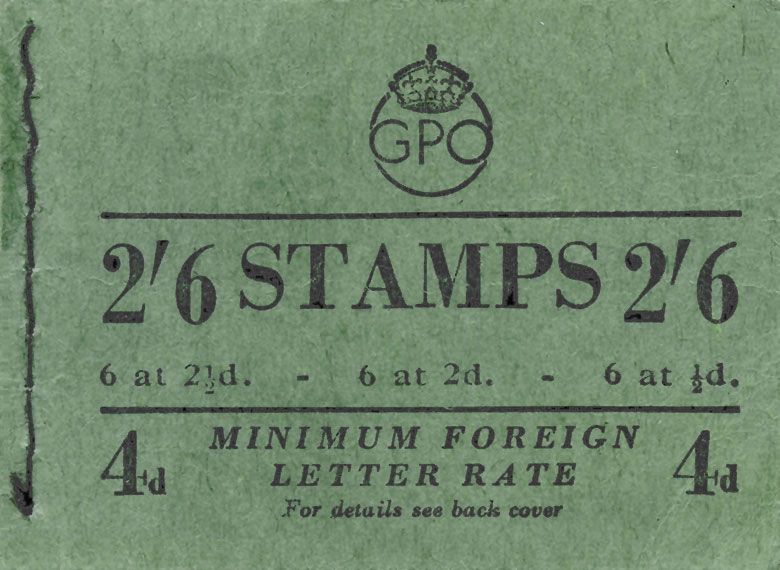 GPO
2'6 STAMPS 2'6
6 at 2½d. - 6 at 2d. - 6 at ½d.
4d MINIMUM FOREIGN 4d
LETTER RATE
For details see back cover